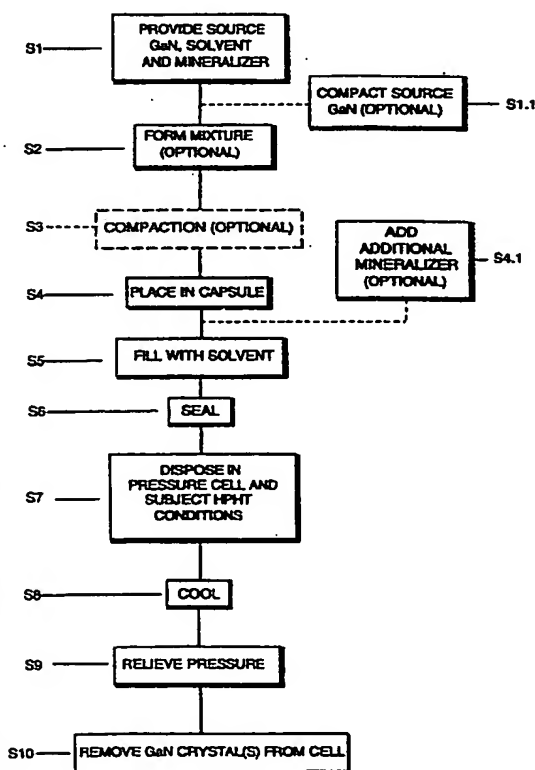 PROVIDE SOURCE
GaN, SOLVENT
AND MINERALIZER
S1
COMPACT SOURCE
GaN (OPTIONAL)
S1.1
FORM MIXTURE
(OPTIONAL)
S2
COMPACTION (OPTIONAL)
S3
ADD
ADDITIONAL
MINERALIZER
(OPTIONAL)
S4.1
PLACE IN CAPSULE
S4
FILL WITH SOLVENT
S5
SEAL
S6
DISPOSE IN
PRESSURE CELL AND
SUBJECT HPHT
CONDITIONS
S7
COOL
S8
RELIEVE PRESSURE
S9
REMOVE GaN CRYSTAL(S) FROM CELL
S10